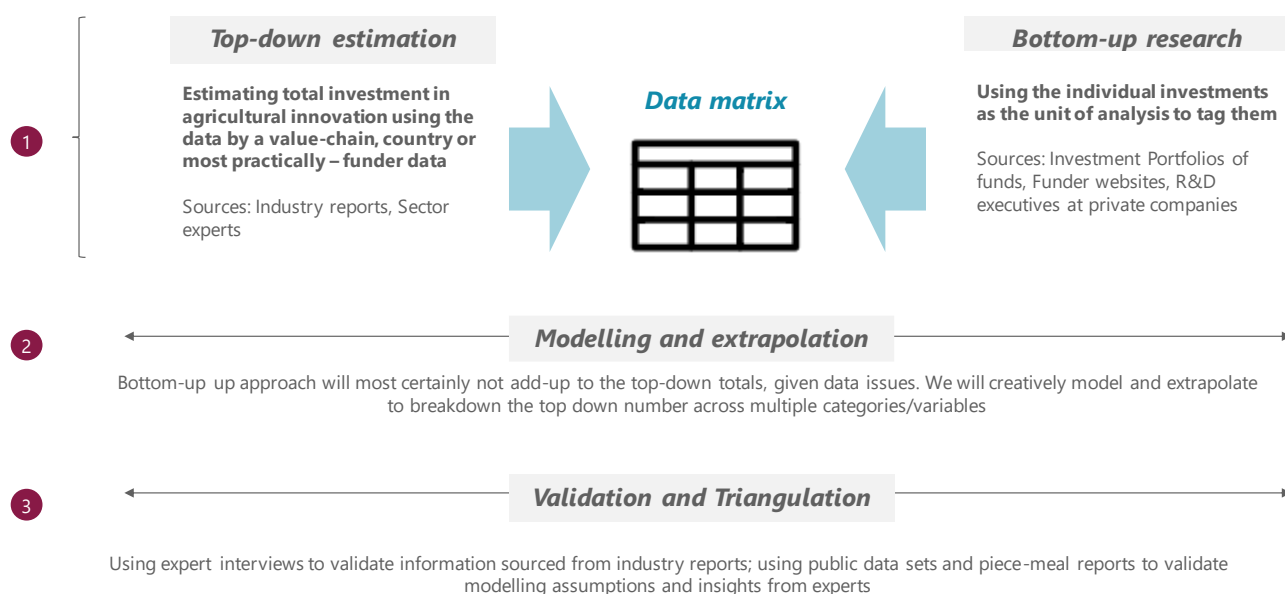 1
Top-down estimation
Estimating total investment in
agricultural innovation using the
data by a value-chain, country or
most practically – funder data
Sources: Industry reports, Sector
experts
Data matrix
Bottom-up research
Using the individual investments
as the unit of analysis to tag them
Sources: Investment Portfolios of
funds, Funder websites, R&D
executives at private companies
2
Modelling and extrapolation
Bottom-up up approach will most certainly not add-up to the top-down totals, given data issues. We will creatively model and extrapolate
to breakdown the top down number across multiple categories/variables
3
Validation and Triangulation
Using expert interviews to validate information sourced from industry reports; using public data sets and piece-meal reports to validate
modelling assumptions and insights from experts